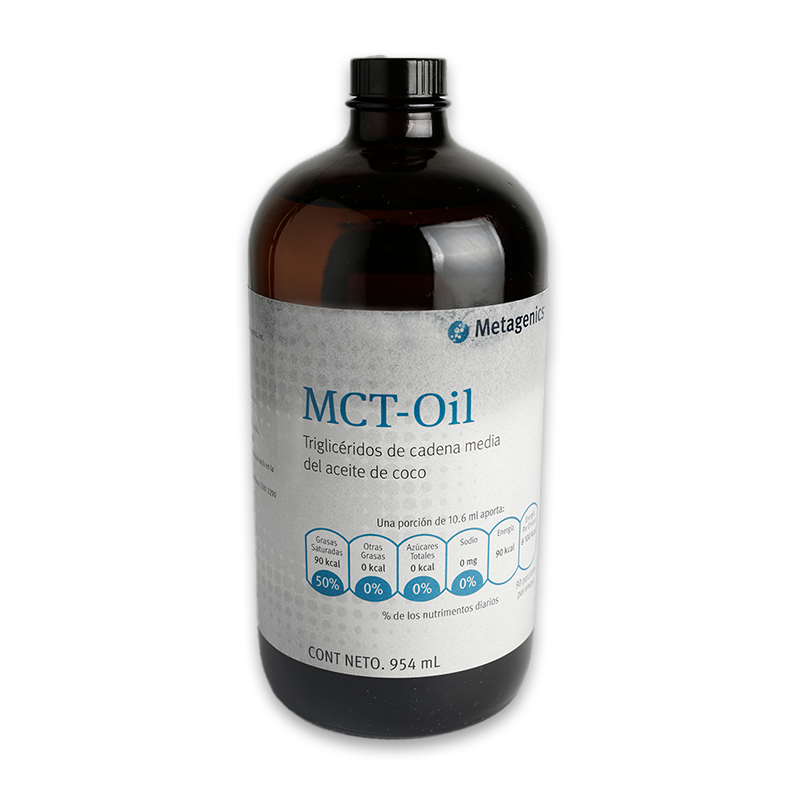 Metagenics
MCT-Oil
Triglicéridos de cadena media
del aceite de coco
Una porción de 10.6 ml aporta:
Grasas
Saturadas
90 kcal
50%
Otras
Grasas
0 kcal
0%
Azúcares
Totales
0 kcal
0%
Sodio
0 mg
0%
Energía
90 kcal
% de los nutrimentos diarios
CONT NETO. 954 mL